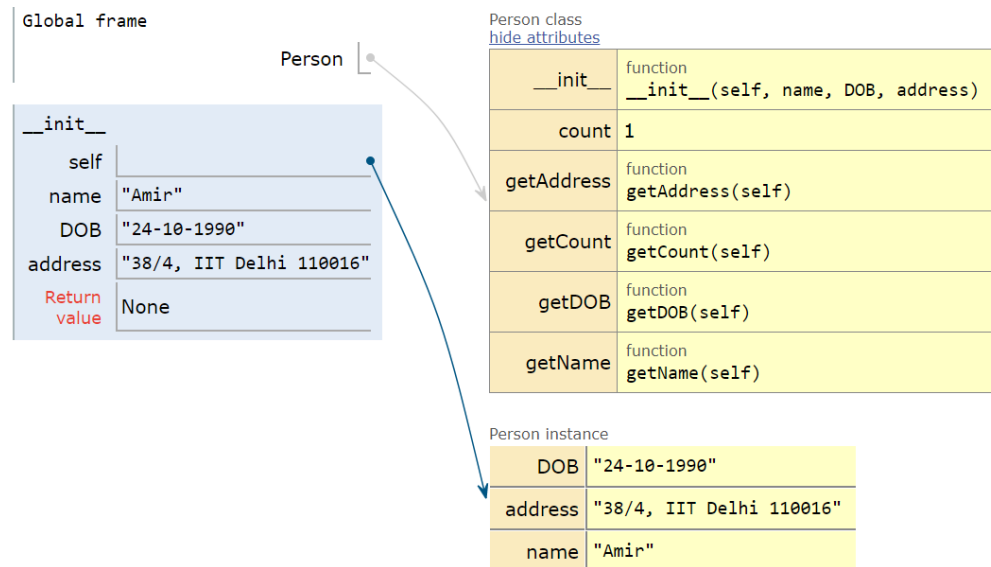 Global frame
Person
__init__
self
name "Amir"
DOB "24-10-1990"
address "38/4, IIT Delhi 110016"
Return
value None
Person class
hide attributes
__init__ function
__init__(self, name, DOB, address)
count 1
getAddress function
getAddress(self)
getCount function
getCount(self)
getDOB function
getDOB(self)
getName function
getName(self)
Person instance
DOB "24-10-1990"
address "38/4, IIT Delhi 110016"
name "Amir"